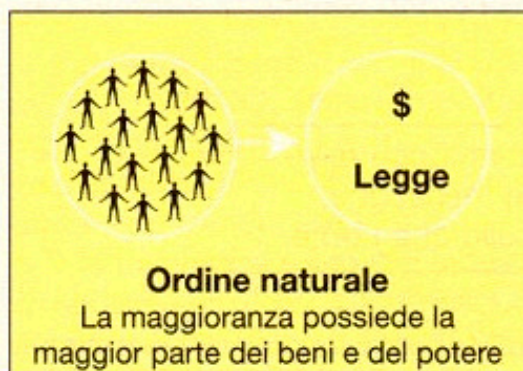 $
Legge
Ordine naturale
La maggioranza possiede la
maggior parte dei beni e del potere